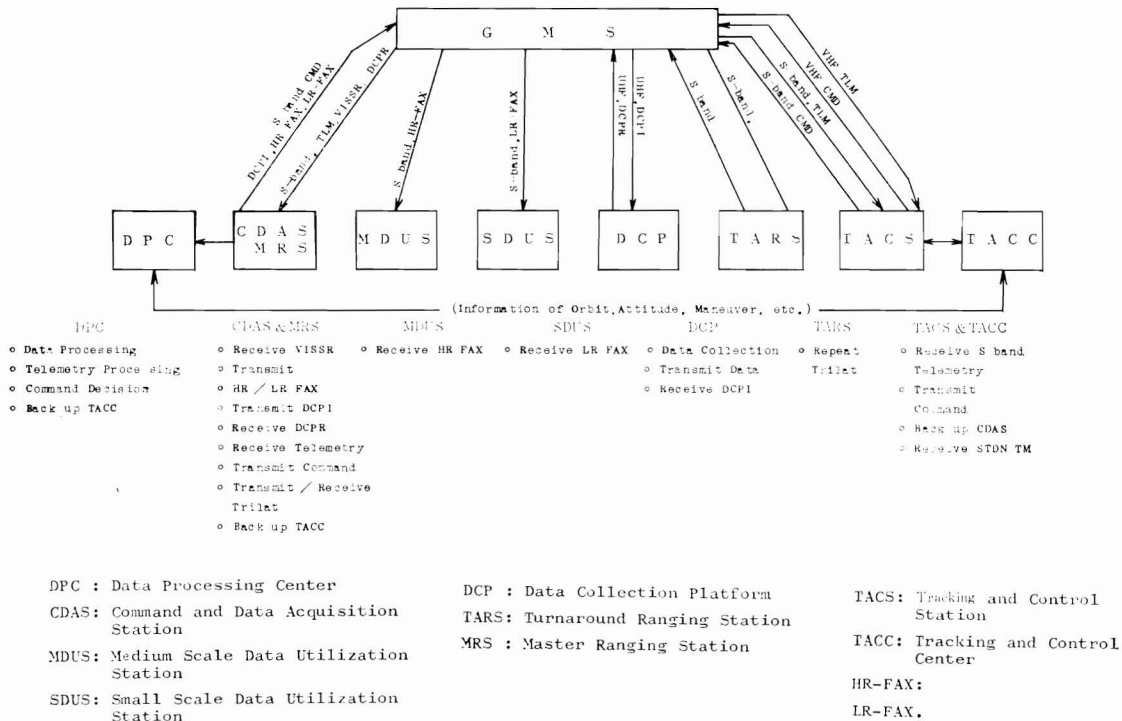 G M S
S band CMD
DCPI, HR FAX, LR-FAX
S-band, TLM VISSR DCPR
S band, HR-FAX
S-band, LR-FAX
UHF, DCPR
UHF, DCPI
S band
S-band,
S-band CMD
S band, TLM
VHF CMD
VHF TLM
D P C
C D A S
M R S
M D U S
S D U S
D C P
T A R S
T A C S
T A C C
(Information of Orbit, Attitude, Maneuver, etc.)
DPC
o Data Processing
o Telemetry Processing
o Command Decision
o Back up TACC
CDAS & MRS
o Receive VISSR
o Transmit
o HR / LR FAX
o Transmit DCPI
o Receive DCPR
o Receive Telemetry
o Transmit Command
o Transmit / Receive
Trilat
o Back up TACC
MDUS
o Receive HR FAX
SDUS
o Receive LR FAX
DCP
o Data Collection
o Transmit Data
o Receive DCPI
TARS
o Repeat
Trilat
TACS & TACC
o Receive S band
Telemetry
o Transmit
Command
o Back up CDAS
o Receive STDN TM
DPC : Data Processing Center
CDAS: Command and Data Acquisition
Station
MDUS: Medium Scale Data Utilization
Station
SDUS: Small Scale Data Utilization
Station
DCP : Data Collection Platform
TARS: Turnaround Ranging Station
MRS : Master Ranging Station
TACS: Tracking and Control
Station
TACC: Tracking and Control
Center
HR-FAX:
LR-FAX.